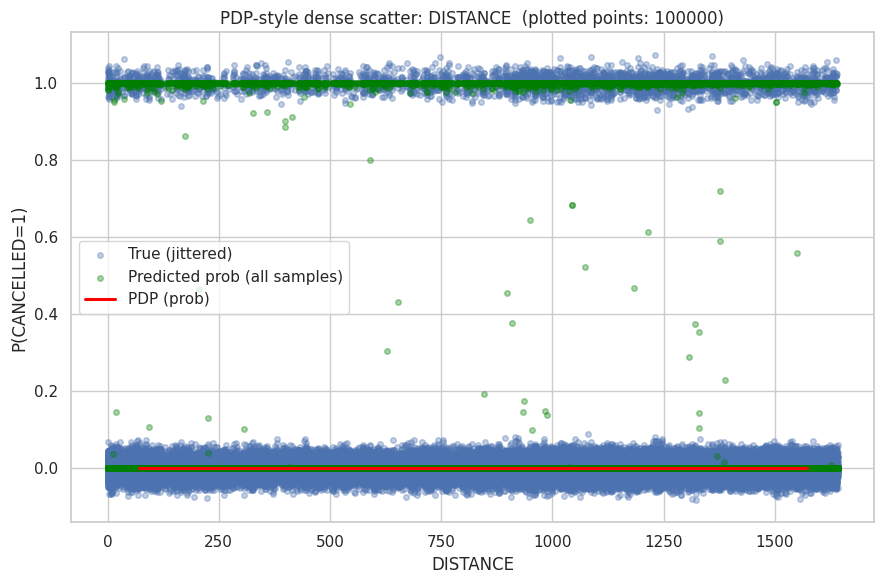 PDP-style dense scatter: DISTANCE  (plotted points: 100000)
P(CANCELLED=1)
1.0
0.8
0.6
0.4
0.2
0.0
True (jittered)
Predicted prob (all samples)
PDP (prob)
0 250 500 750 1000 1250 1500
DISTANCE